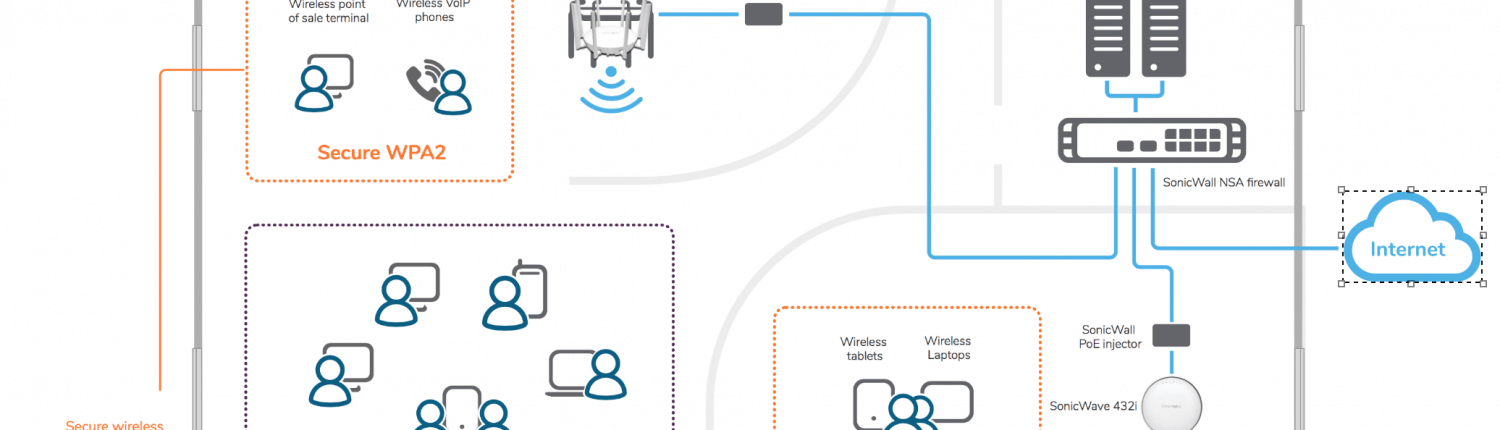 Wireless point
of sale terminal
Wireless VoIP
phones
Secure WPA2
SonicWall NSA firewall
Internet
SonicWall
PoE injector
Wireless
tablets
Wireless
Laptops
SonicWave 432i
Secure wireless